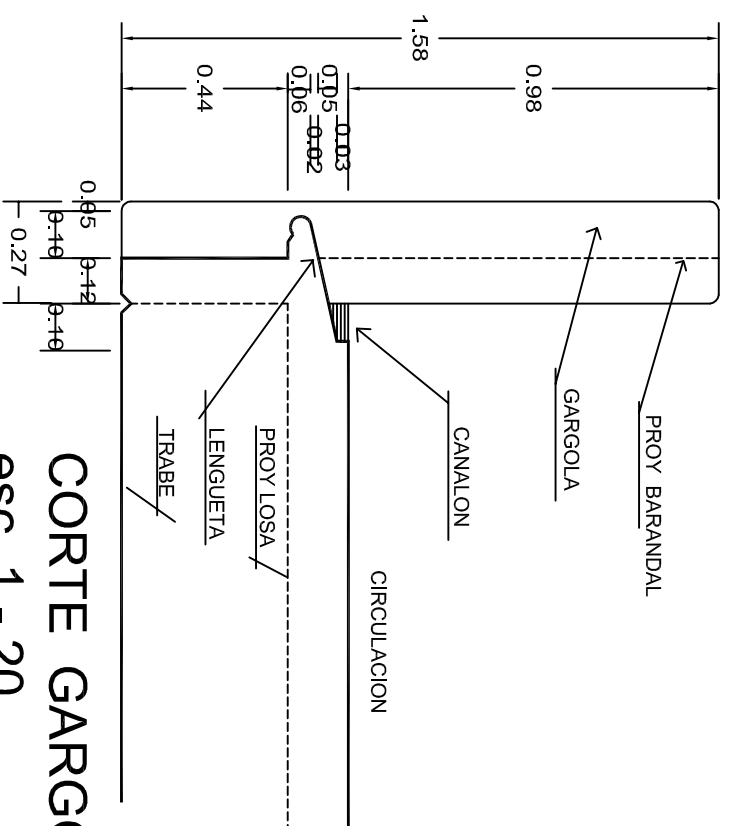 1.58
0.98
0.44
0.06
0.05
0.02
0.03
0.05
0.10
0.12
0.10
0.27
PROY BARANDAL
GARGOLA
CANALON
CIRCULACION
PROY LOSA
LENGUETA
TRABE
CORTE
esc 1 - 20